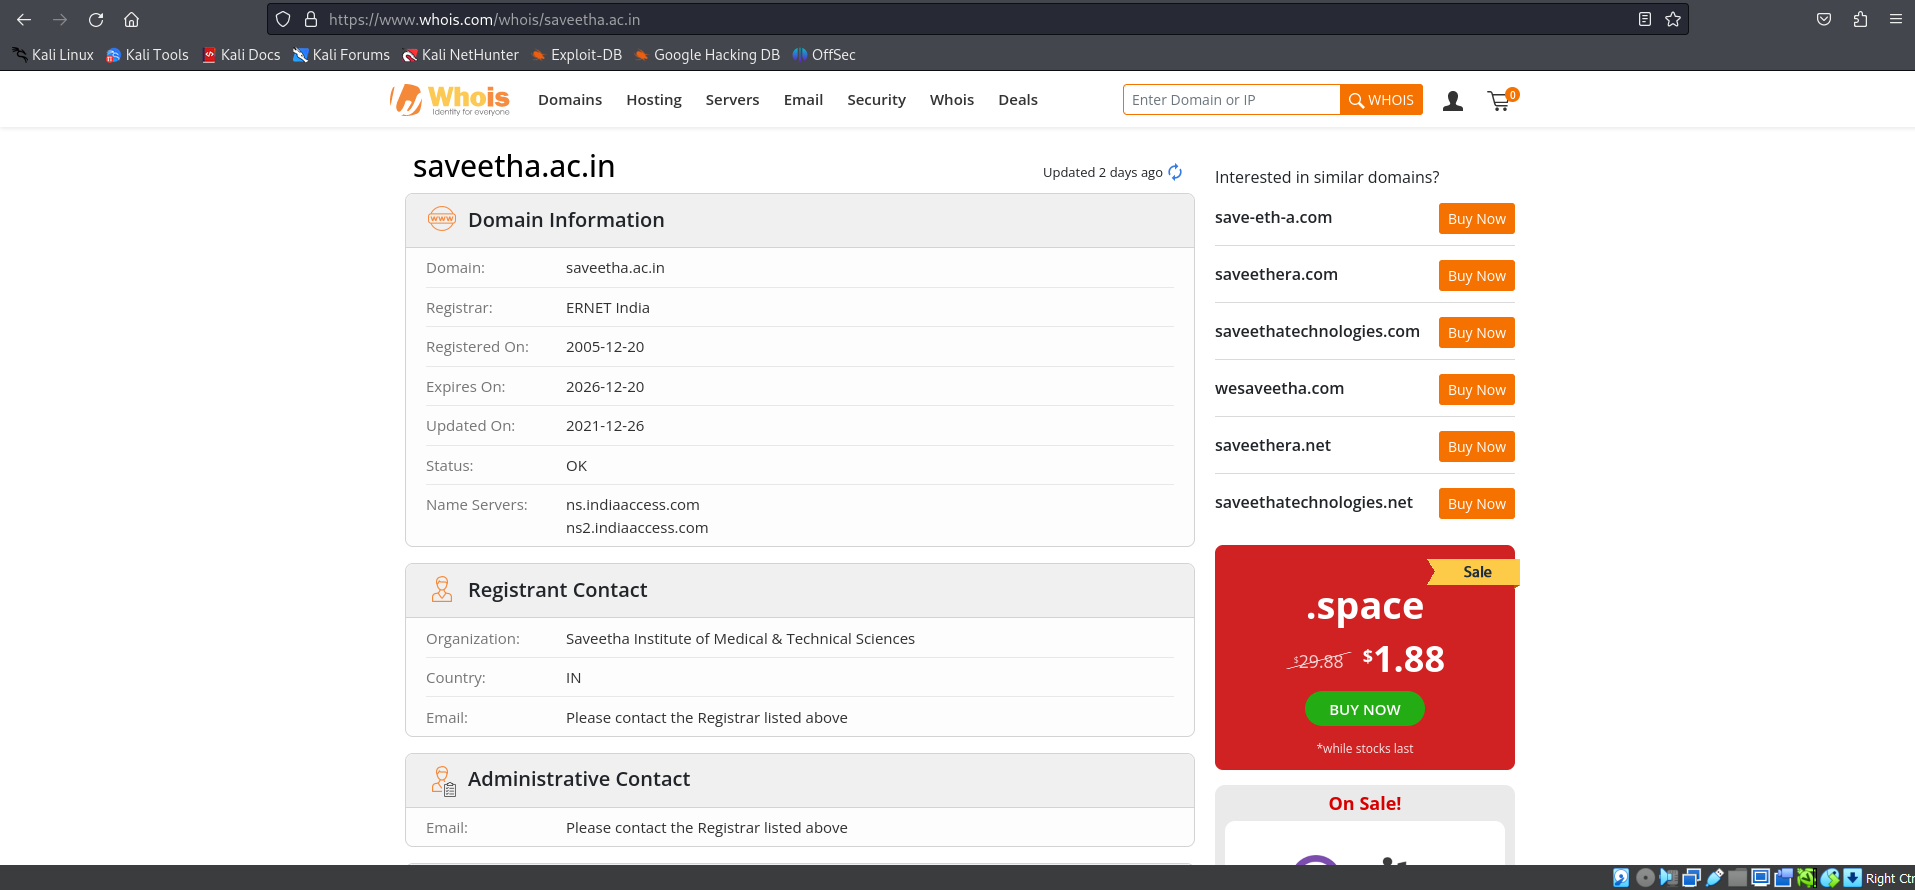 https://www.whois.com/whois/saveetha.ac.in
Kali Linux Kali Tools Kali Docs Kali Forums Kali NetHunter Exploit-DB Google Hacking DB OffSec
Whois
Identity for everyone
Domains Hosting Servers Email Security Whois Deals
Enter Domain or IP WHOIS 0
saveetha.ac.in
Updated 2 days ago
Domain Information
Domain: saveetha.ac.in
Registrar: ERNET India
Registered On: 2005-12-20
Expires On: 2026-12-20
Updated On: 2021-12-26
Status: OK
Name Servers: ns.indiaaccess.com
ns2.indiaaccess.com
Registrant Contact
Organization: Saveetha Institute of Medical & Technical Sciences
Country: IN
Email: Please contact the Registrar listed above
Administrative Contact
Email: Please contact the Registrar listed above
Interested in similar domains?
save-eth-a.com Buy Now
saveethera.com Buy Now
saveethatechnologies.com Buy Now
wesaveetha.com Buy Now
saveethera.net Buy Now
saveethatechnologies.net Buy Now
Sale
.space
$29.88 $1.88
BUY NOW
*while stocks last
On Sale!
Right Ctr